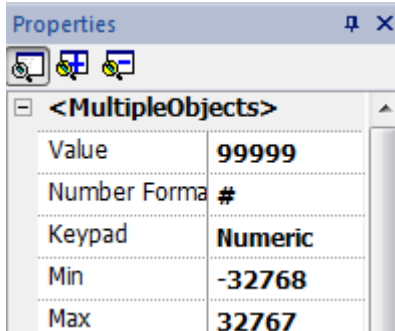 Properties
<MultipleObjects>
Value 99999
Number Forma #
Keypad Numeric
Min -32768
Max 32767